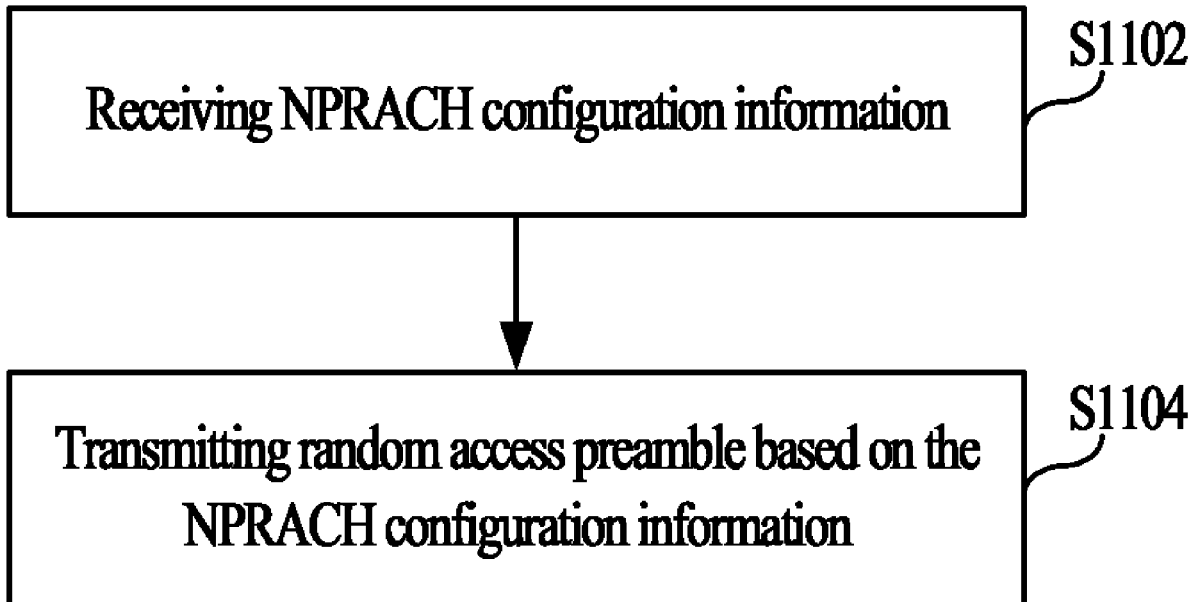 S1102
Receiving NPRACH configuration information
S1104
Transmitting random access preamble based on the
NPRACH configuration information